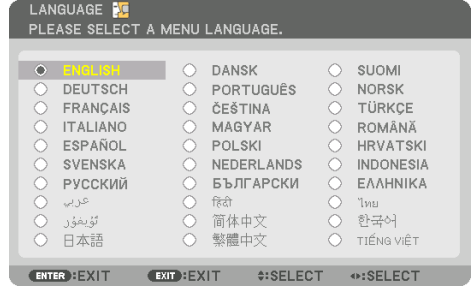 LANGUAGE
PLEASE SELECT A MENU LANGUAGE.
ENGLISH DANSK SUOMI
DEUTSCH PORTUGUÊS NORSK
FRANÇAIS ČEŠTINA TÜRKÇE
ITALIANO MAGYAR ROMÂNĂ
ESPAÑOL POLSKI HRVATSKI
SVENSKA NEDERLANDS INDONESIA
РУССКИЙ БЪЛГАРСКИ ΕΛΛΗΝΙΚΑ
عربي हिंदी ไทย
ئۇيغۇر 简体中文 한국어
日本語 繁體中文 TIẾNG VIỆT
ENTER:EXIT EXIT:EXIT :SELECT :SELECT